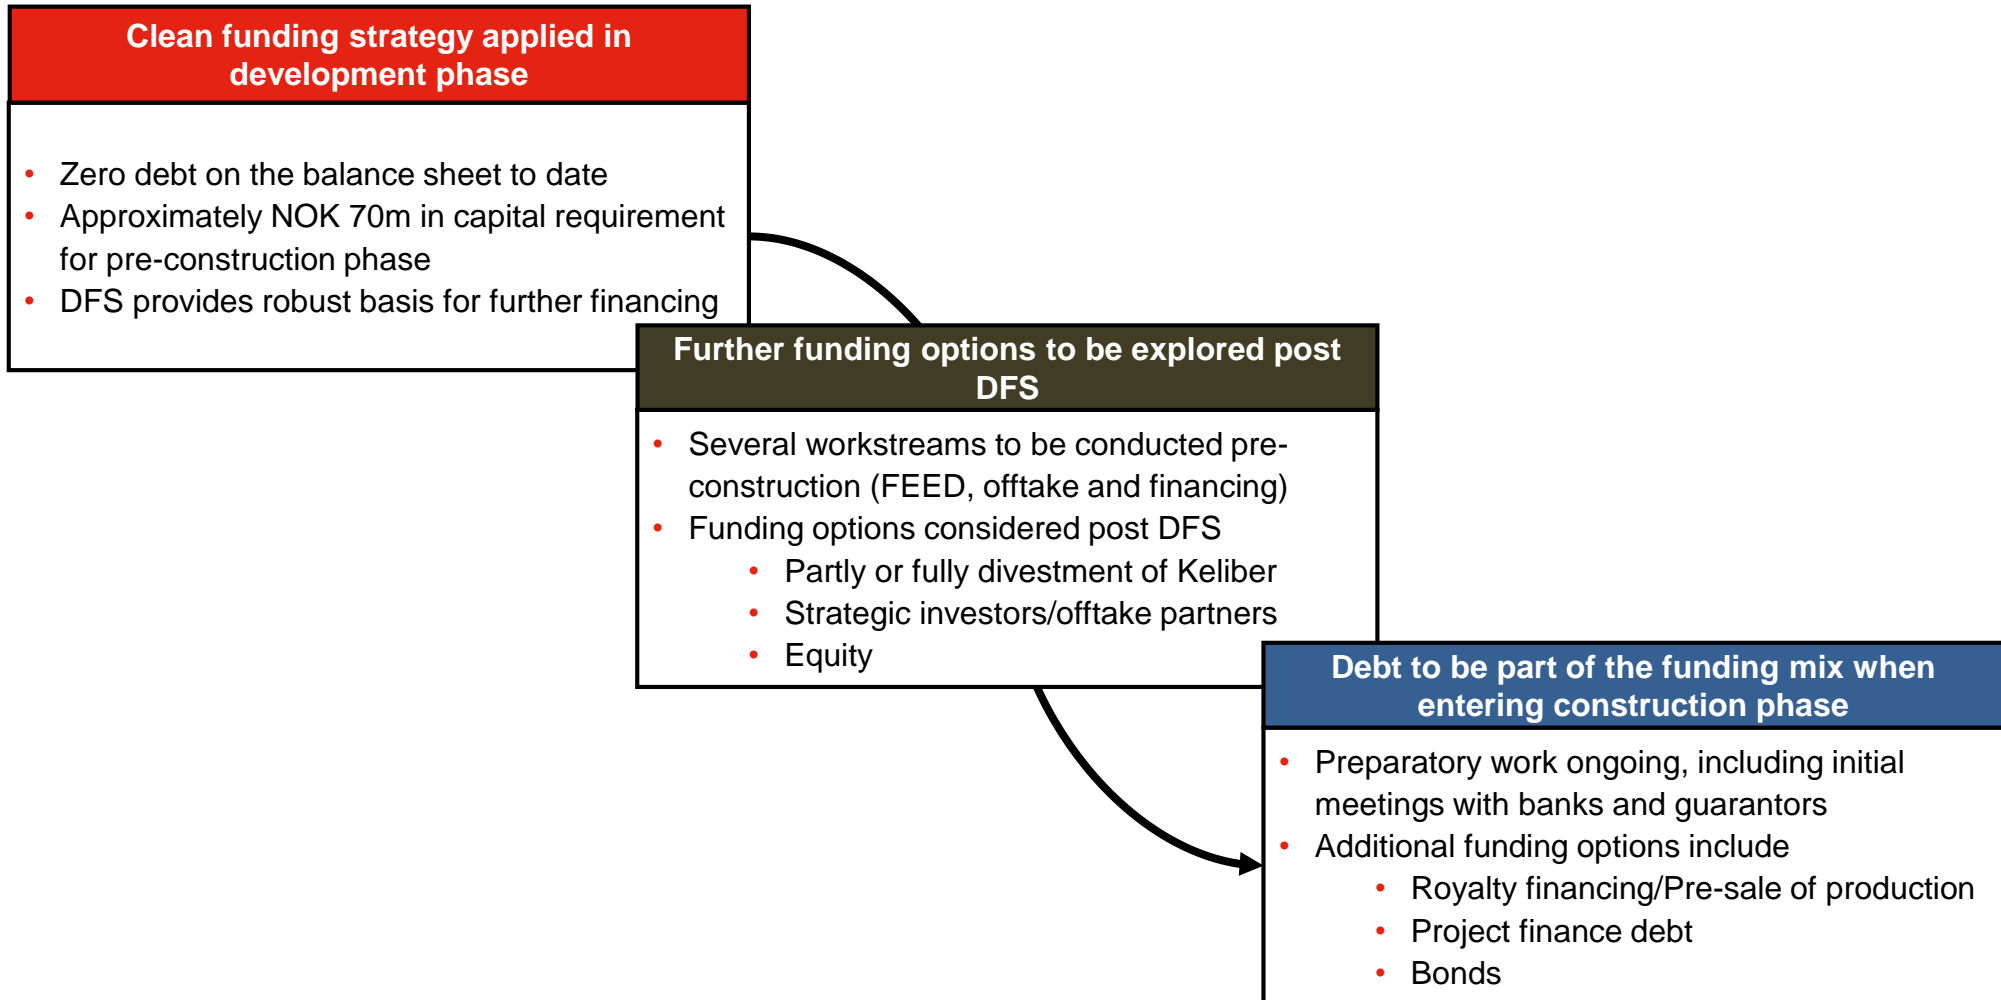 Clean funding strategy applied in
development phase
• Zero debt on the balance sheet to date
• Approximately NOK 70m in capital requirement
for pre-construction phase
• DFS provides robust basis for further financing
Further funding options to be explored post
DFS
• Several workstreams to be conducted pre-
construction (FEED, offtake and financing)
• Funding options considered post DFS
• Partly or fully divestment of Keliber
• Strategic investors/offtake partners
• Equity
Debt to be part of the funding mix when
entering construction phase
• Preparatory work ongoing, including initial
meetings with banks and guarantors
• Additional funding options include
• Royalty financing/Pre-sale of production
• Project finance debt
• Bonds